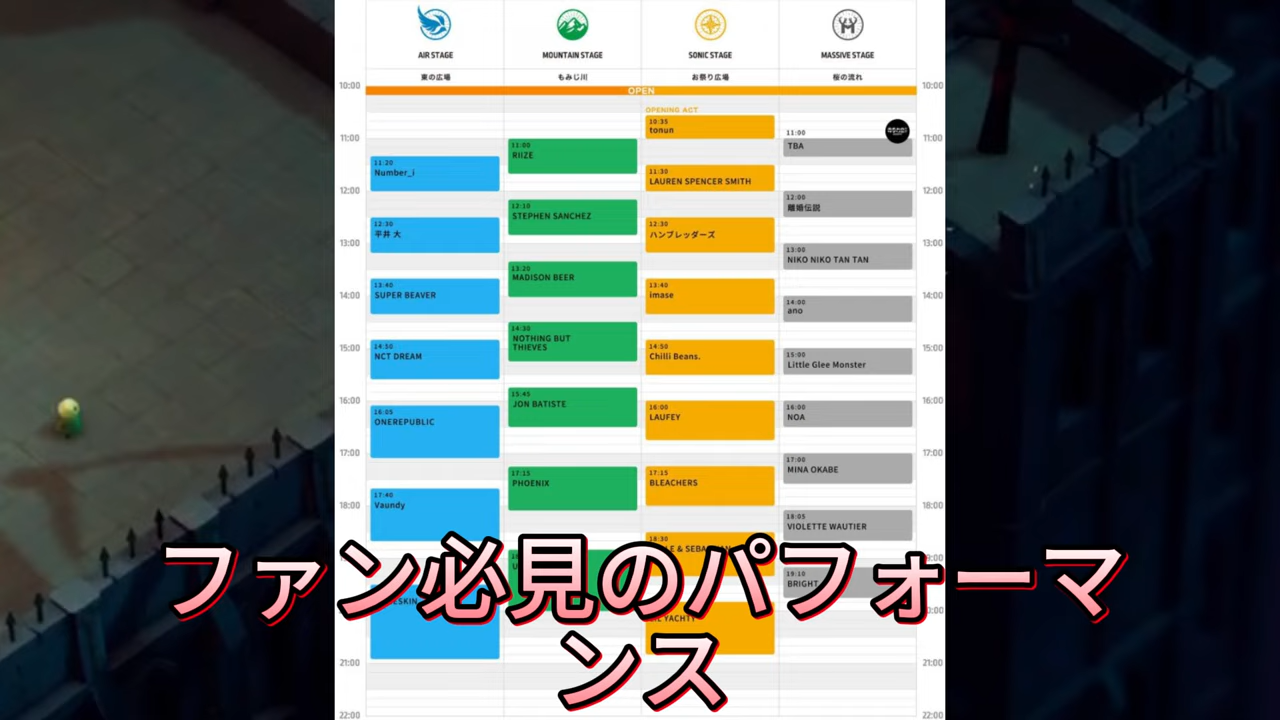 AIR STAGE
MOUNTAIN STAGE
SONIC STAGE
MASSIVE STAGE
東の広場
もみじ川
お祭り広場
桜の流れ
10:00
OPEN
10:00
OPENING ACT
10:35
tonun
11:00
11:00
RIIZE
11:00
TBA
11:00
11:20
Number_i
11:30
LAUREN SPENCER SMITH
12:00
12:10
STEPHEN SANCHEZ
12:00
離婚伝説
12:00
12:30
平井 大
12:30
ハンブレッダーズ
13:00
13:20
MADISON BEER
13:00
NIKO NIKO TAN TAN
13:00
13:40
SUPER BEAVER
13:40
imase
14:00
14:30
NOTHING BUT
THIEVES
14:00
ano
14:00
14:50
NCT DREAM
14:50
Chilli Beans.
15:00
15:45
JON BATISTE
15:00
Little Glee Monster
15:00
16:00
16:05
ONEREPUBLIC
16:00
LAUFEY
16:00
NOA
16:00
17:00
17:15
PHOENIX
17:15
BLEACHERS
17:00
MINA OKABE
17:00
17:40
Vaundy
18:00
18:30
18:05
VIOLETTE WAUTIER
18:00
19:10
BRIGHT
YACHTY
21:00
21:00
22:00
22:00
ファン必見のパフォーマ
ンス